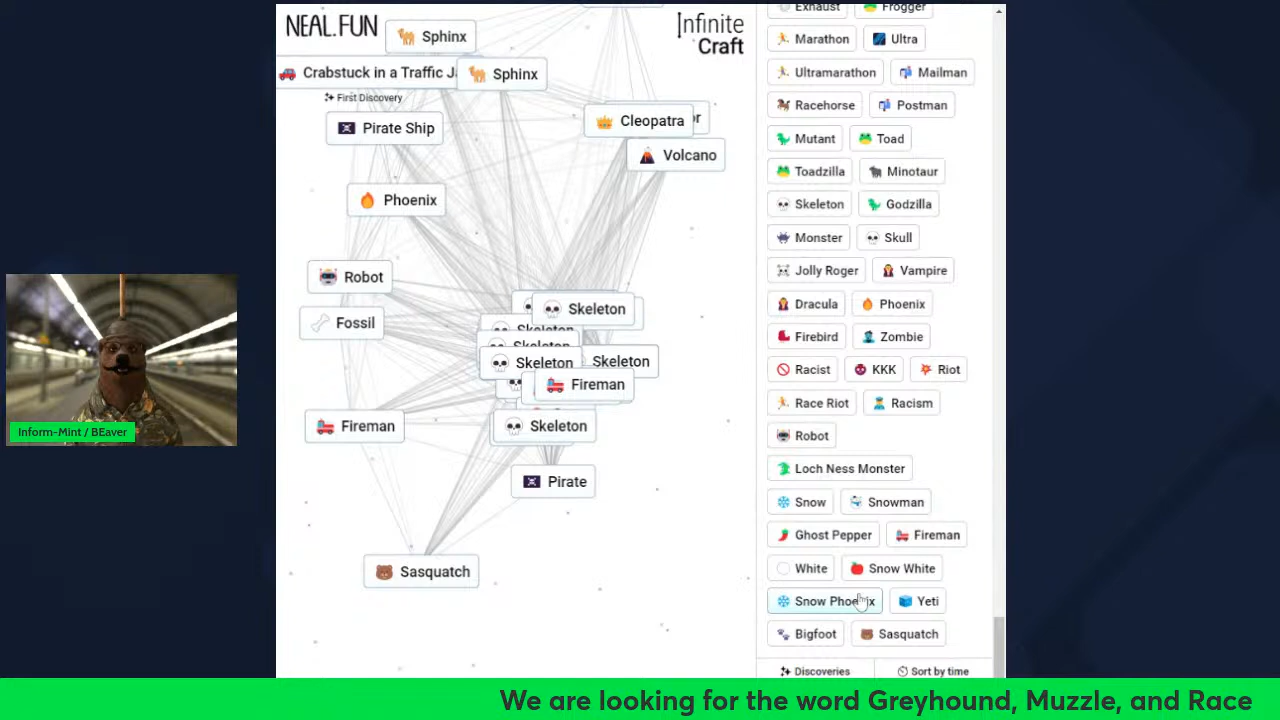 NEAL.FUN
Infinite
Craft
Sphinx
Crabstuck in a Traffic Ja
Sphinx
First Discovery
Pirate Ship
Cleopatra
or
Volcano
Phoenix
Robot
Fossil
Skeleton
Skeleton
Skeleton
Skeleton
Skeleton
Fireman
Fireman
Skeleton
Pirate
Sasquatch
Exhaust
Frogger
Marathon
Ultra
Ultramarathon
Mailman
Racehorse
Postman
Mutant
Toad
Toadzilla
Minotaur
Skeleton
Godzilla
Monster
Skull
Jolly Roger
Vampire
Dracula
Phoenix
Firebird
Zombie
Racist
KKK
Riot
Race Riot
Racism
Robot
Loch Ness Monster
Snow
Snowman
Ghost Pepper
Fireman
White
Snow White
Snow Phoenix
Yeti
Bigfoot
Sasquatch
Discoveries
Sort by time
Inform-Mint / BEaver
We are looking for the word Greyhound, Muzzle, and Race